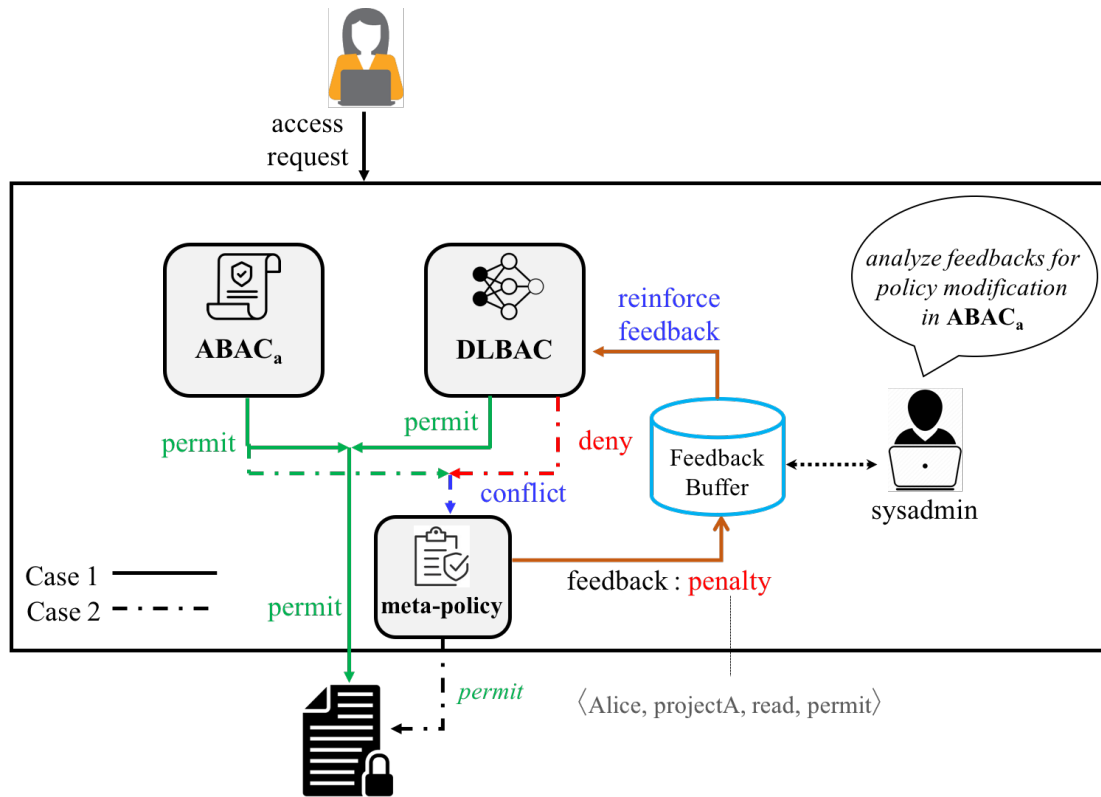 access
request
analyze feedbacks for
policy modification
in ABACₐ
reinforce
feedback
ABACₐ
DLBAC
permit
permit
deny
Feedback
Buffer
conflict
sysadmin
Case 1
Case 2
meta-policy
feedback : penalty
permit
permit
〈Alice, projectA, read, permit〉